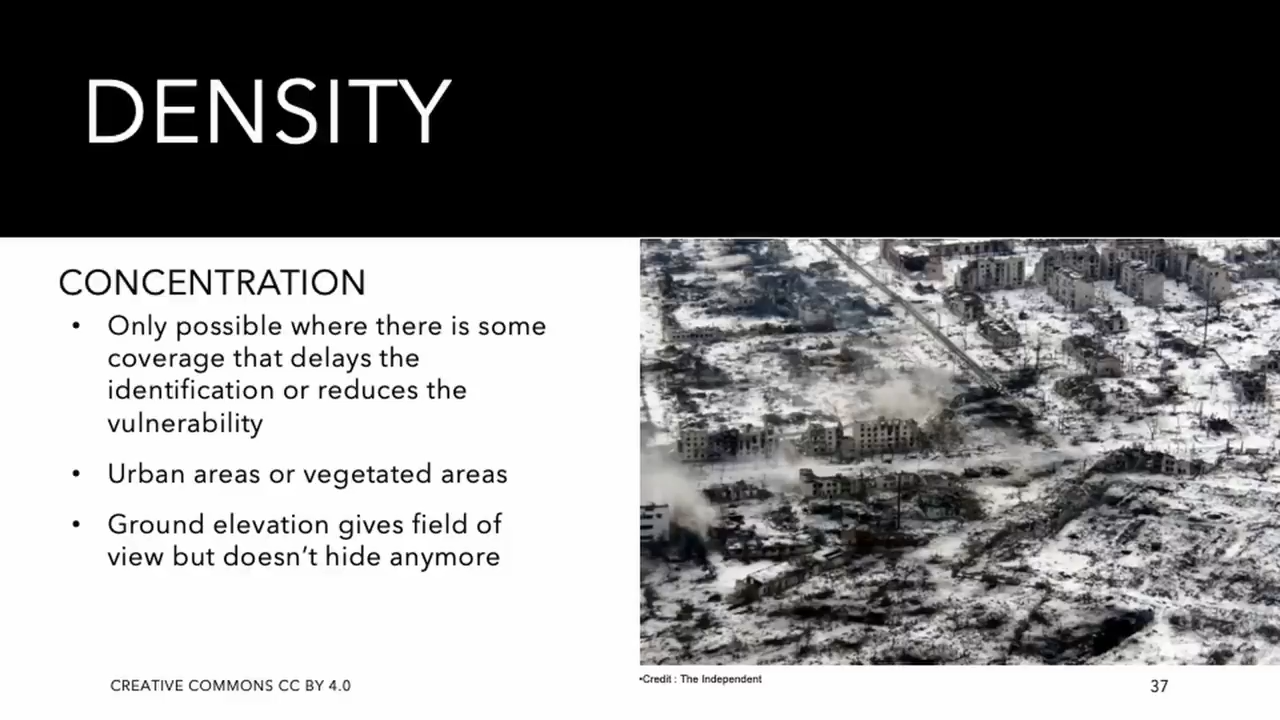 DENSITY
CONCENTRATION
• Only possible where there is some
coverage that delays the
identification or reduces the
vulnerability
• Urban areas or vegetated areas
• Ground elevation gives field of
view but doesn’t hide anymore
CREATIVE COMMONS CC BY 4.0
•Credit : The Independent
37